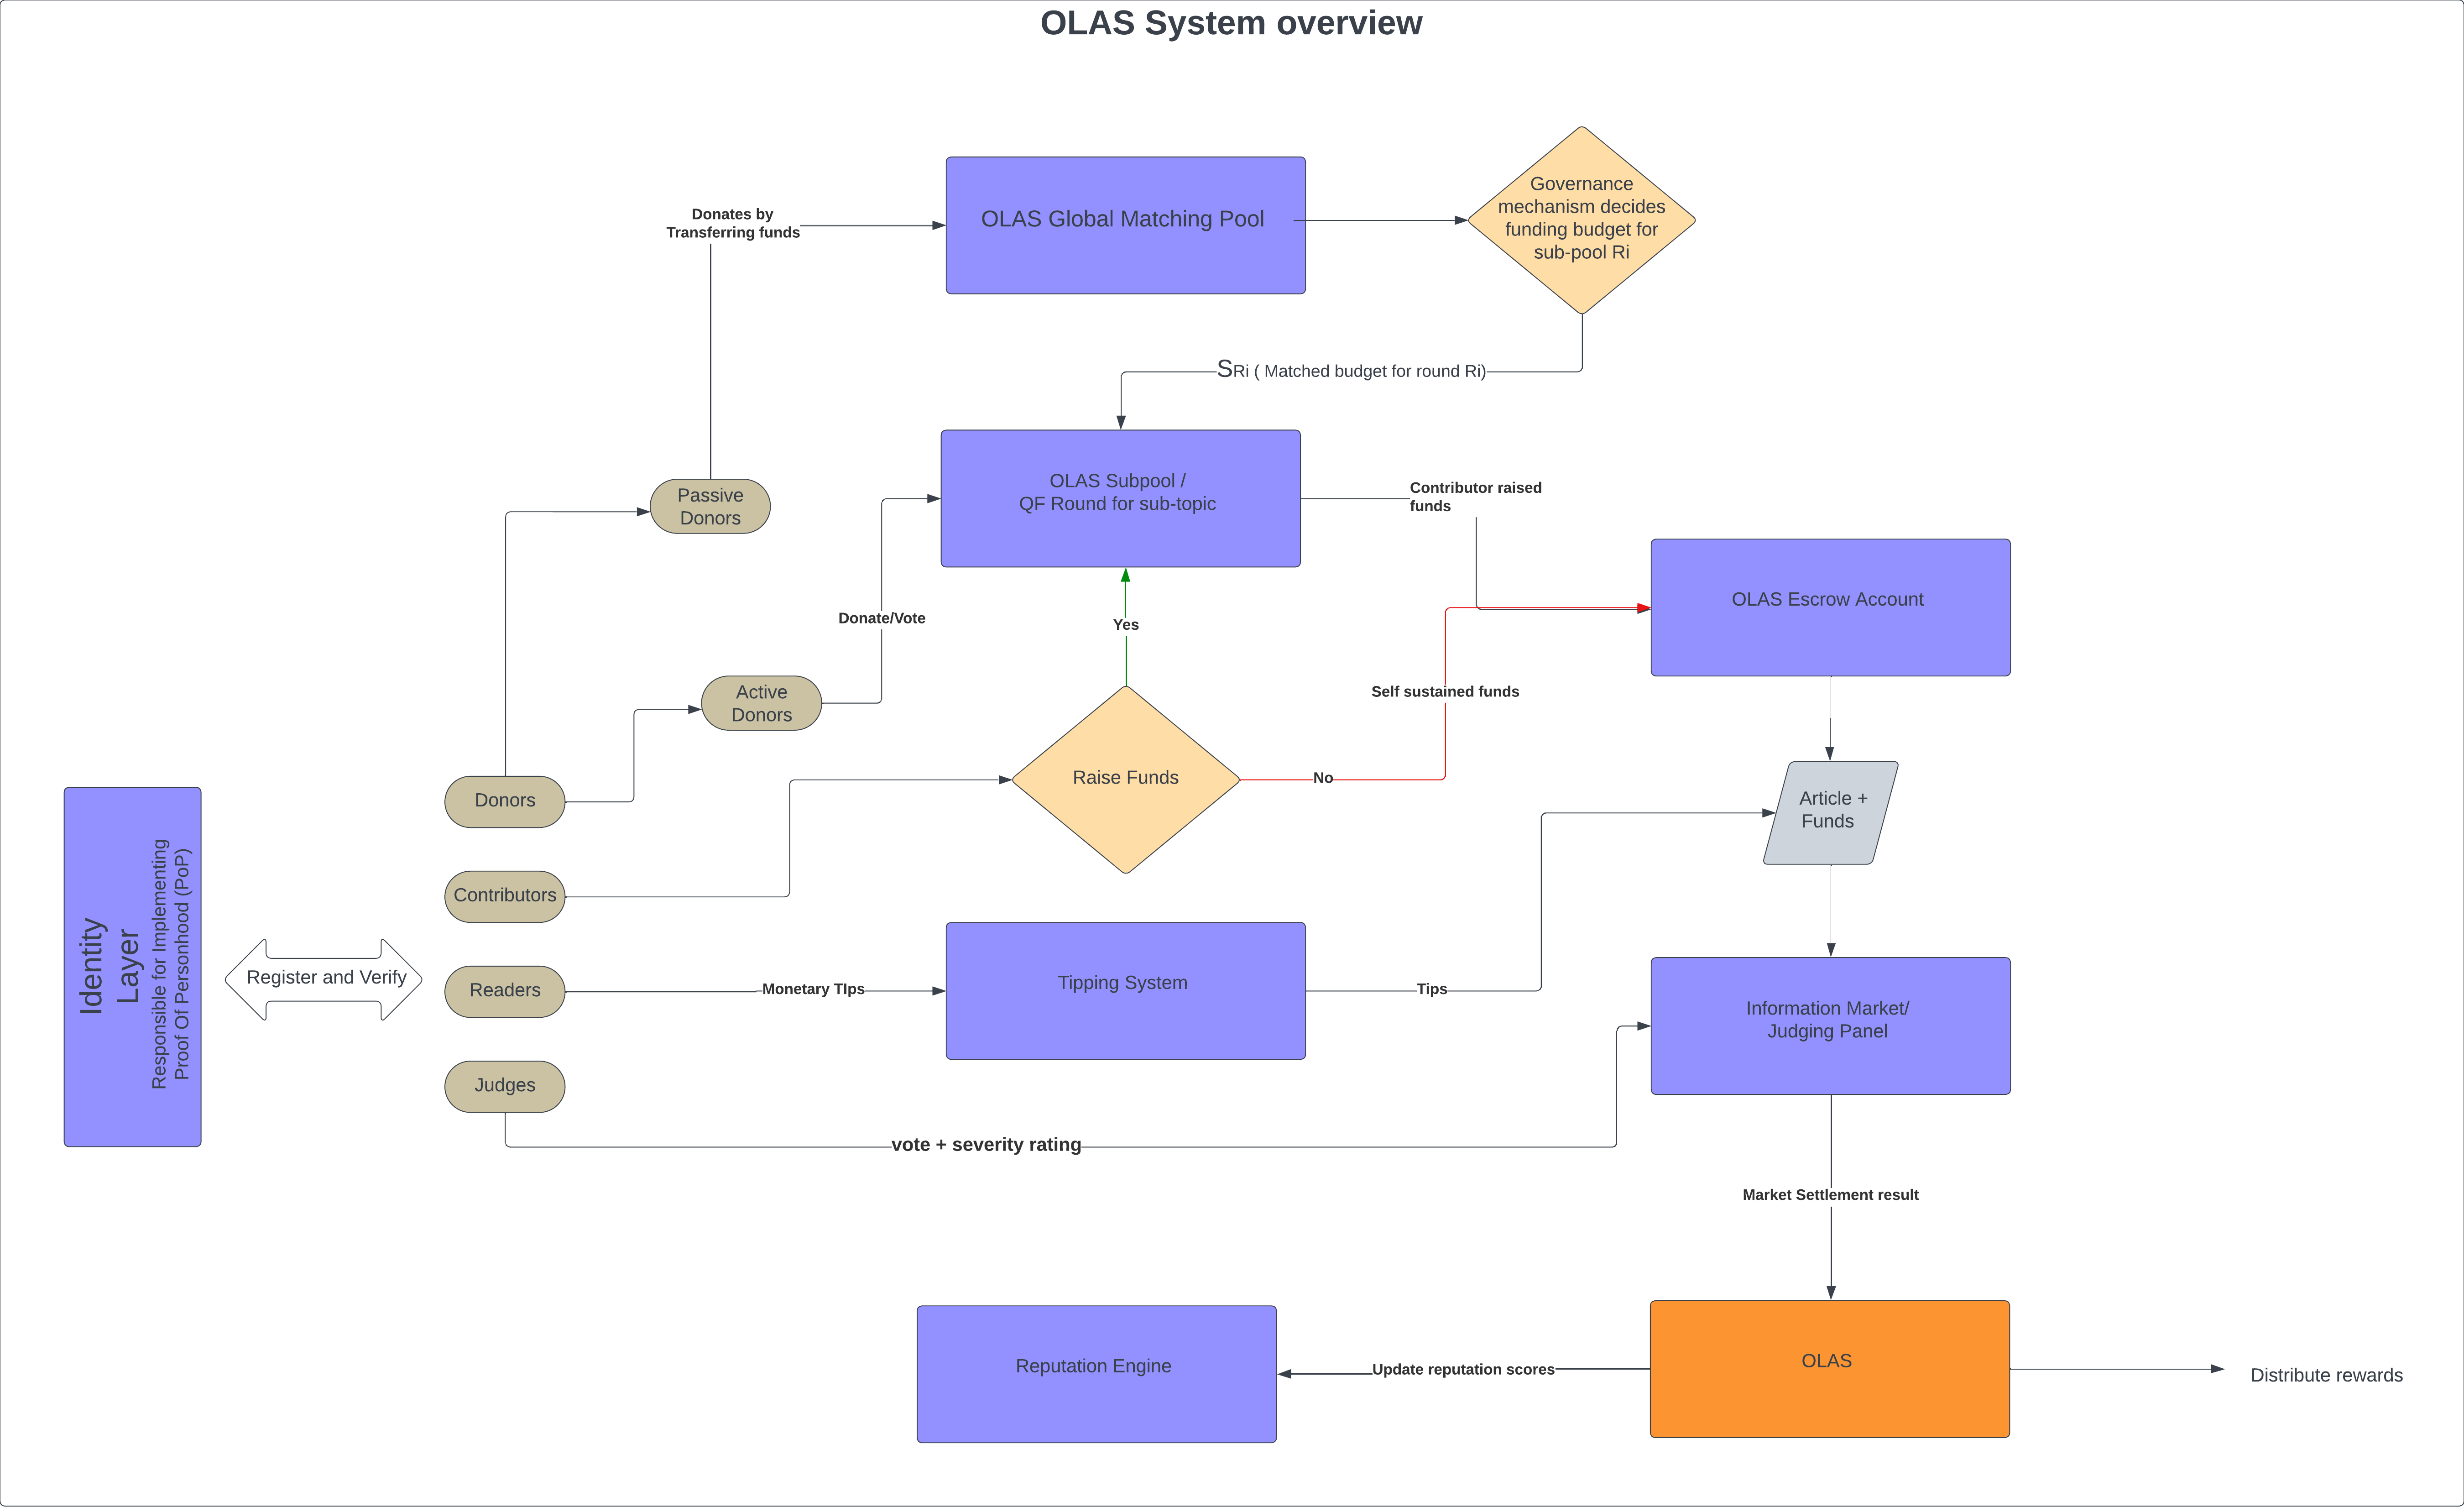 OLAS System overview
Donates by
Transferring funds
OLAS Global Matching Pool
Governance
mechanism decides
funding budget for
sub-pool Ri
SRi ( Matched budget for round Ri)
Passive
Donors
OLAS Subpool /
QF Round for sub-topic
Contributor raised
funds
OLAS Escrow Account
Donate/Vote
Yes
Self sustained funds
Active
Donors
Raise Funds
No
Donors
Article +
Funds
Contributors
Identity
Layer
Responsible for Implementing
Proof Of Personhood (PoP)
Register and Verify
Readers
Monetary TIps
Tipping System
Tips
Information Market/
Judging Panel
Judges
vote + severity rating
Market Settlement result
Reputation Engine
Update reputation scores
OLAS
Distribute rewards